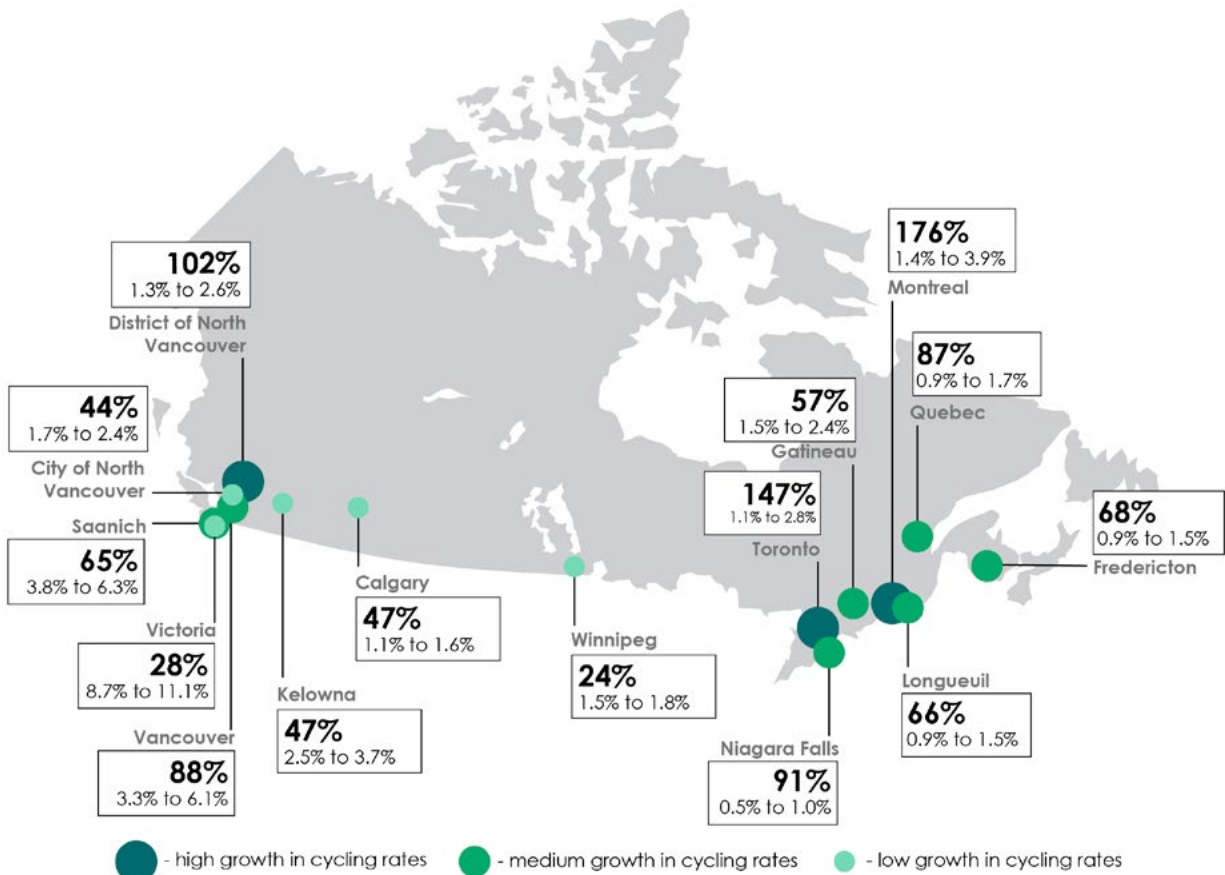 102%
1.3% to 2.6%
District of North
Vancouver
44%
1.7% to 2.4%
City of North
Vancouver
Saanich
65%
3.8% to 6.3%
Victoria
28%
8.7% to 11.1%
Vancouver
88%
3.3% to 6.1%
Kelowna
47%
2.5% to 3.7%
Calgary
47%
1.1% to 1.6%
Winnipeg
24%
1.5% to 1.8%
176%
1.4% to 3.9%
Montreal
87%
0.9% to 1.7%
Quebec
57%
1.5% to 2.4%
Gatineau
147%
1.1% to 2.8%
Toronto
68%
0.9% to 1.5%
Fredericton
Longueuil
66%
0.9% to 1.5%
Niagara Falls
91%
0.5% to 1.0%
- high growth in cycling rates
- medium growth in cycling rates
- low growth in cycling rates